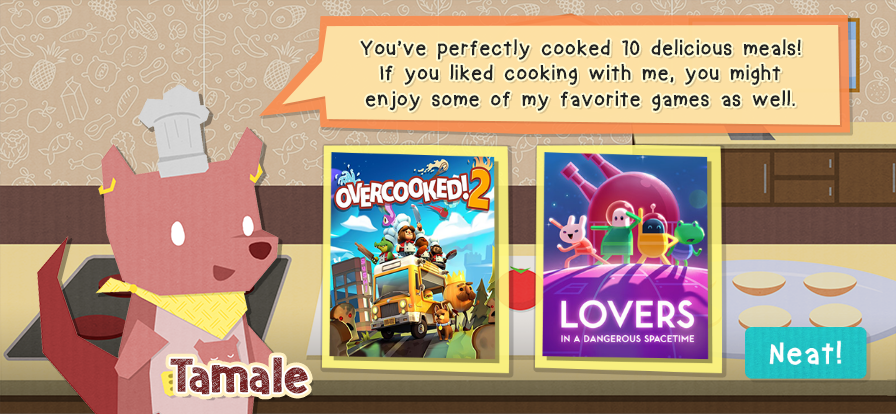 You've perfectly cooked 10 delicious meals!
If you liked cooking with me, you might
enjoy some of my favorite games as well.
OVERCOOKED! 2
LOVERS
IN A DANGEROUS SPACETIME
Tamale
Neat!